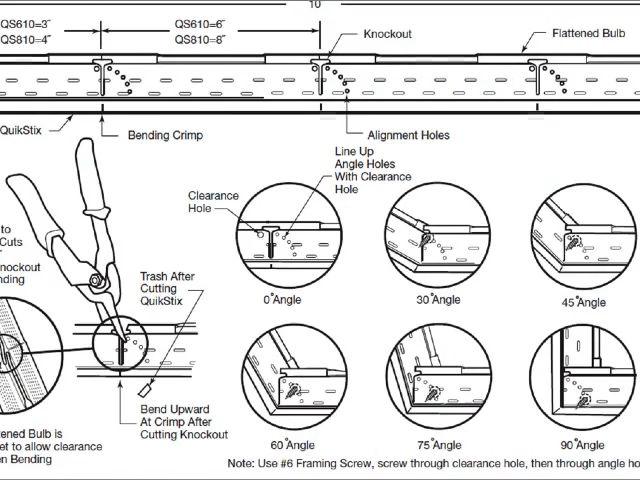 10
QS610=3˝
QS810=4˝
QS610=6˝
QS810=8˝
Knockout
Flattened Bulb
QuikStix
Bending Crimp
Alignment Holes
Line Up
Angle Holes
With Clearance
Hole
Clearance
Hole
to
Cuts
nding
Trash After
Cutting
QuikStix
0°Angle
30°Angle
45°Angle
Bend Upward
At Crimp After
Cutting Knockout
ened Bulb is
et to allow clearance
n Bending
60°Angle
75°Angle
90°Angle
Note: Use #6 Framing Screw, screw through clearance hole, then through angle ho